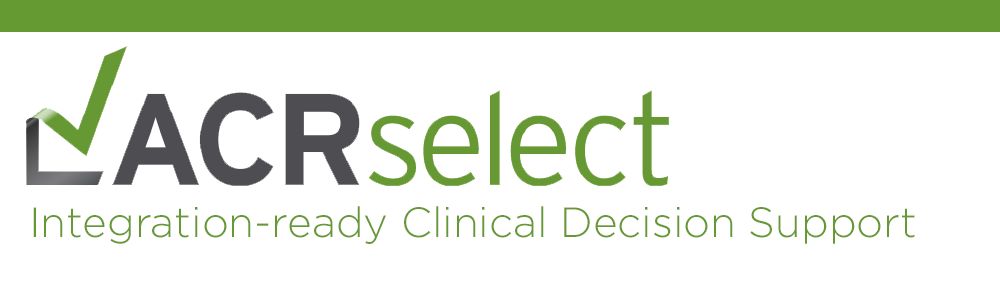 ACRselect
Integration-ready Clinical Decision Support